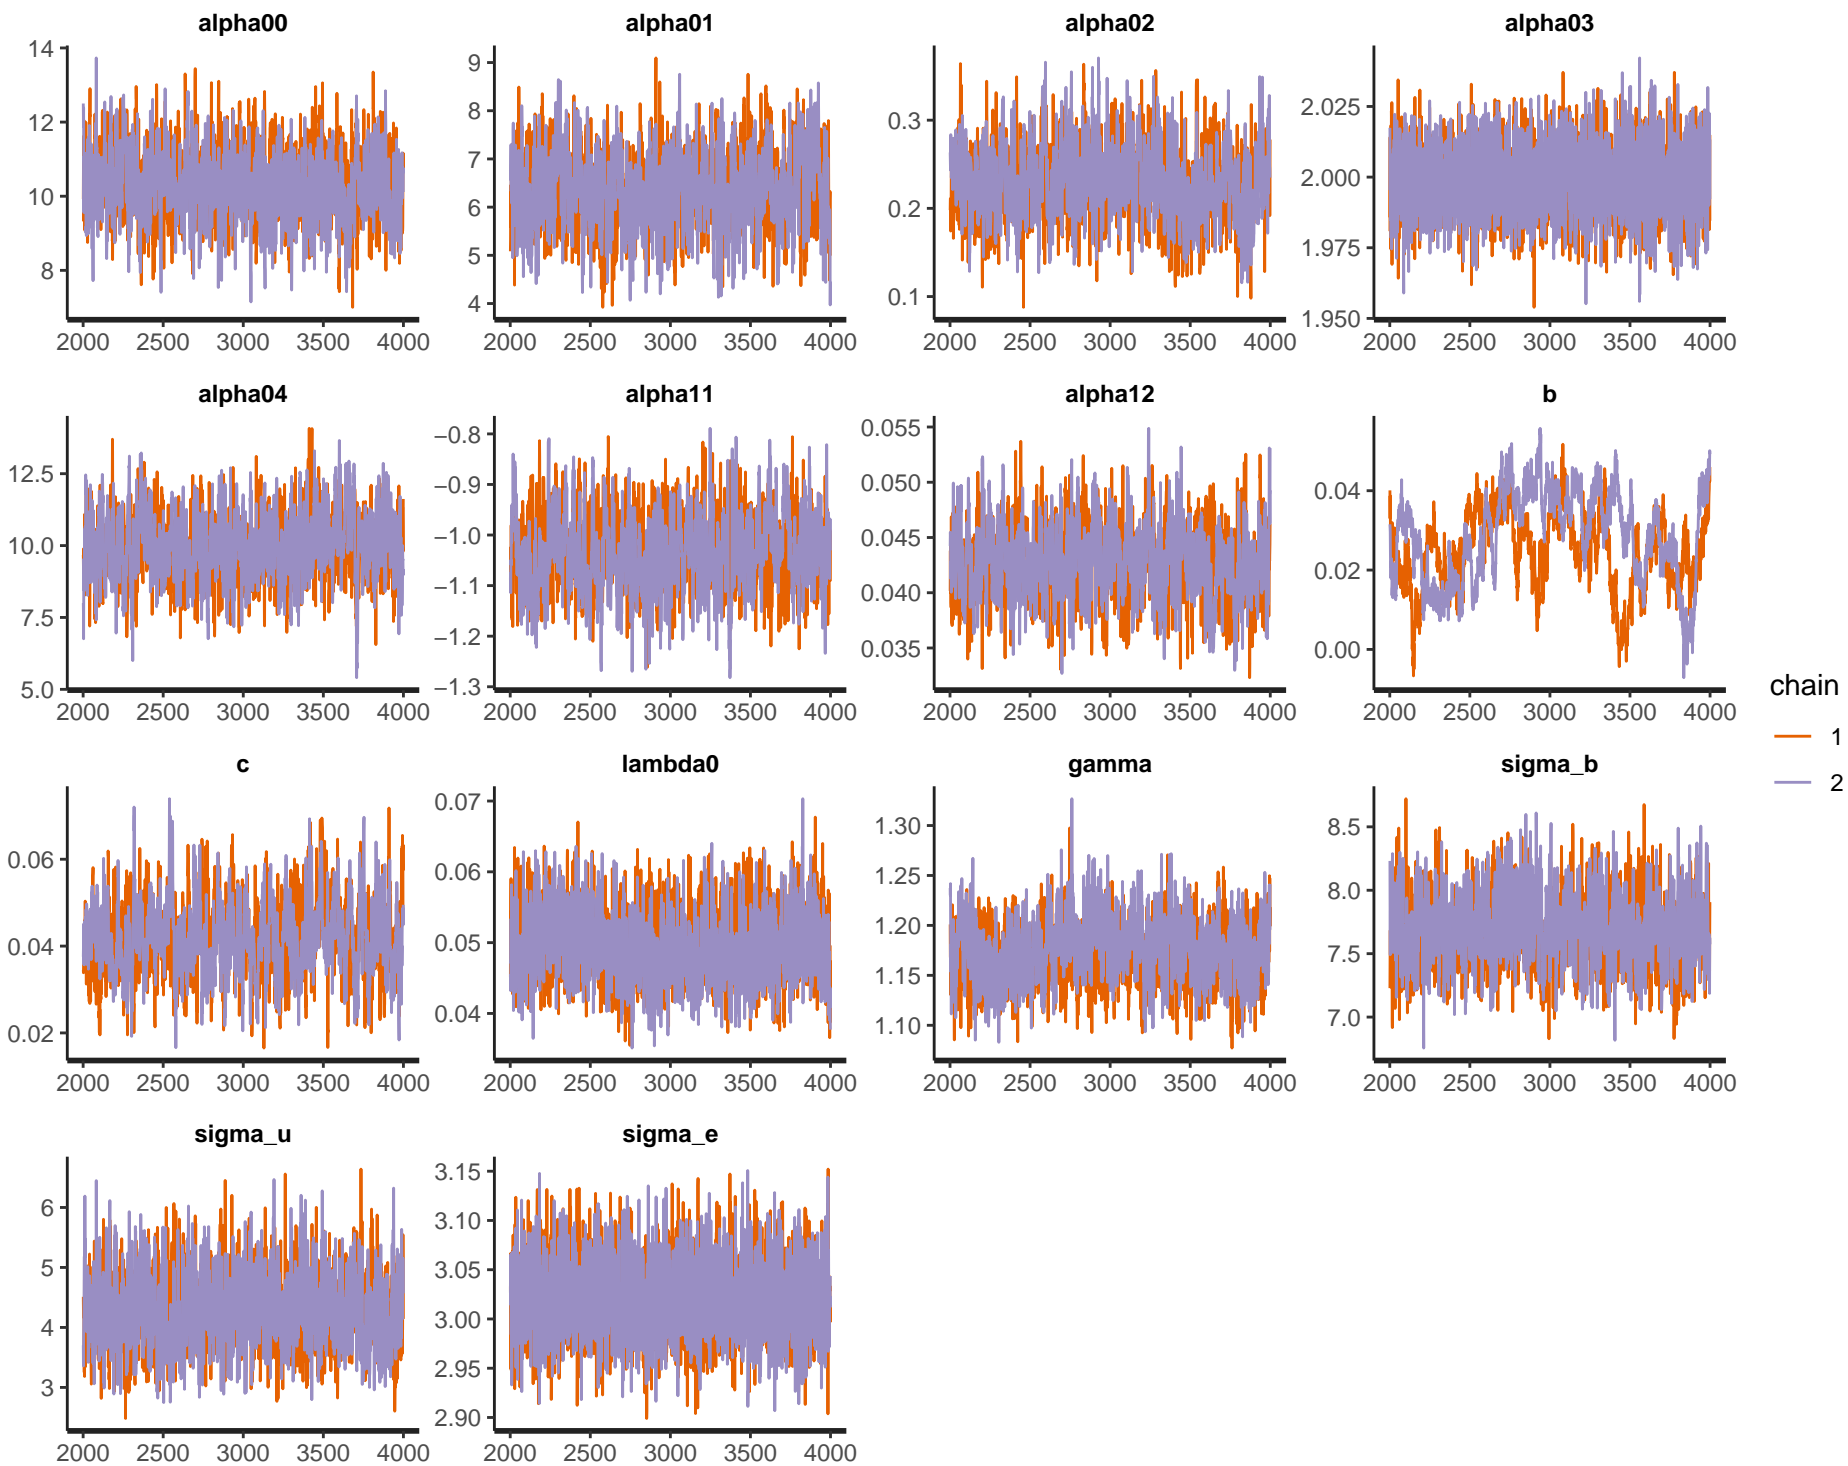 alpha00 alpha01 alpha02 alpha03
14 12 10 8
9 8 7 6 5 4
0.3 0.2 0.1
2.025 2.000 1.975 1.950
2000 2500 3000 3500 4000 2000 2500 3000 3500 4000 2000 2500 3000 3500 4000 2000 2500 3000 3500 4000
alpha04 alpha11 alpha12 b
12.5 10.0 7.5 5.0
−0.8 −0.9 −1.0 −1.1 −1.2 −1.3
0.055 0.050 0.045 0.040 0.035
0.04 0.02 0.00
2000 2500 3000 3500 4000 2000 2500 3000 3500 4000 2000 2500 3000 3500 4000 2000 2500 3000 3500 4000
c lambda0 gamma sigma_b
0.06 0.04 0.02
0.07 0.06 0.05 0.04
1.30 1.25 1.20 1.15 1.10
8.5 8.0 7.5 7.0
2000 2500 3000 3500 4000 2000 2500 3000 3500 4000 2000 2500 3000 3500 4000 2000 2500 3000 3500 4000
sigma_u sigma_e
6 5 4 3
3.15 3.10 3.05 3.00 2.95 2.90
2000 2500 3000 3500 4000 2000 2500 3000 3500 4000
chain
1
2